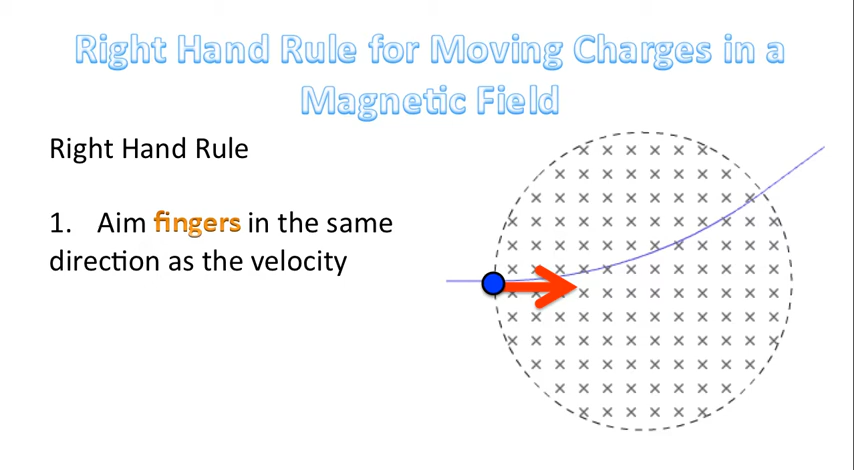 Right Hand Rule for Moving Charges in a
Magnetic Field
Right Hand Rule
1. Aim fingers in the same
direction as the velocity